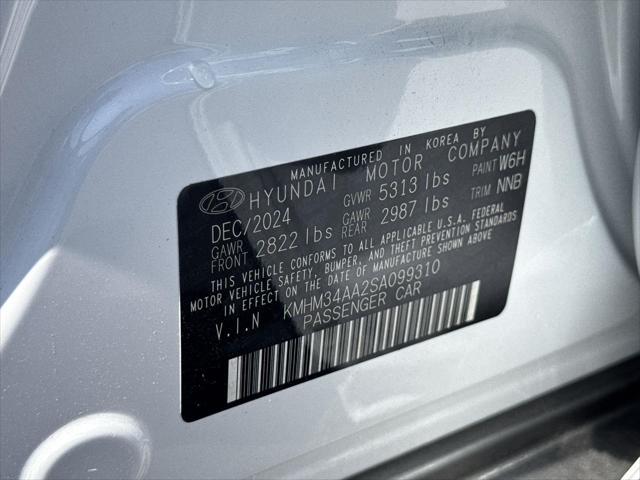 MANUFACTURED IN KOREA BY
HYUNDAI MOTOR COMPANY
DEC/2024 GVWR 5313 lbs PAINT W6H
GAWR FRONT 2822 lbs GAWR REAR 2987 lbs TRIM NNB
THIS VEHICLE CONFORMS TO ALL APPLICABLE U.S.A. FEDERAL
MOTOR VEHICLE SAFETY, BUMPER, AND THEFT PREVENTION STANDARDS
IN EFFECT ON THE DATE OF MANUFACTURE SHOWN ABOVE
V.I.N KMHM34AA2SA099310
PASSENGER CAR